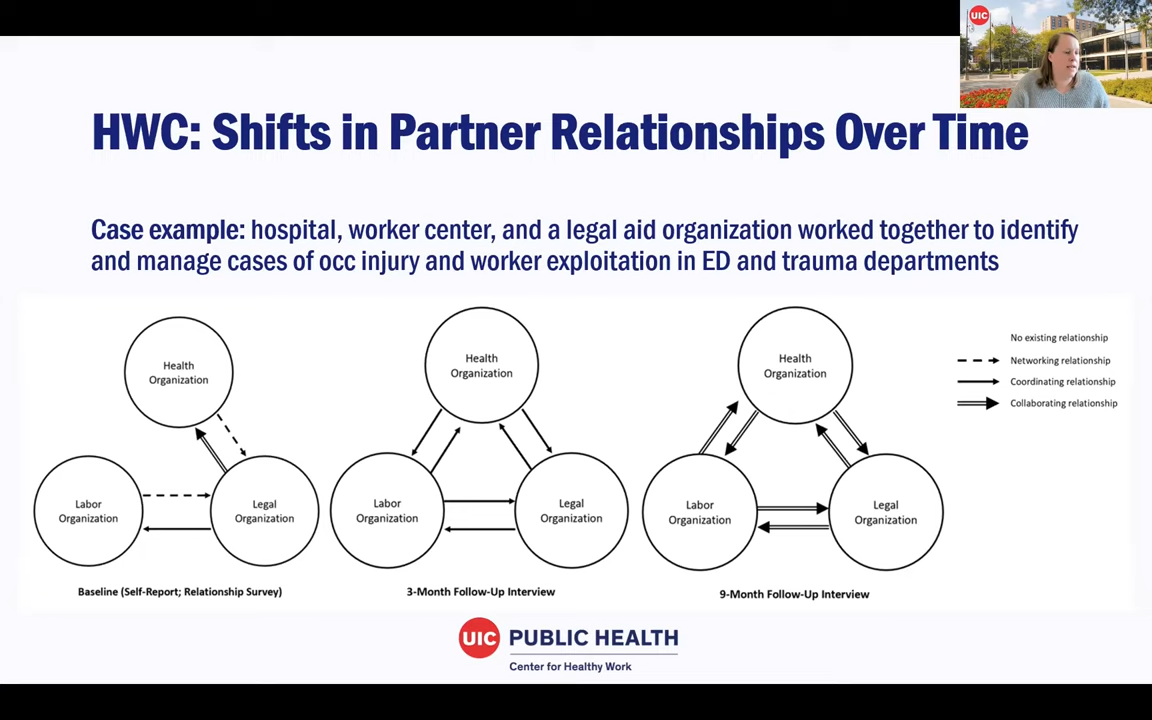 UIC
HWC: Shifts in Partner Relationships Over Time
Case example: hospital, worker center, and a legal aid organization worked together to identify
and manage cases of occ injury and worker exploitation in ED and trauma departments
Health
Organization
Labor
Organization
Legal
Organization
Baseline (Self-Report; Relationship Survey)
Health
Organization
Labor
Organization
Legal
Organization
3-Month Follow-Up Interview
Health
Organization
Labor
Organization
Legal
Organization
9-Month Follow-Up Interview
No existing relationship
Networking relationship
Coordinating relationship
Collaborating relationship
UIC PUBLIC HEALTH
Center for Healthy Work